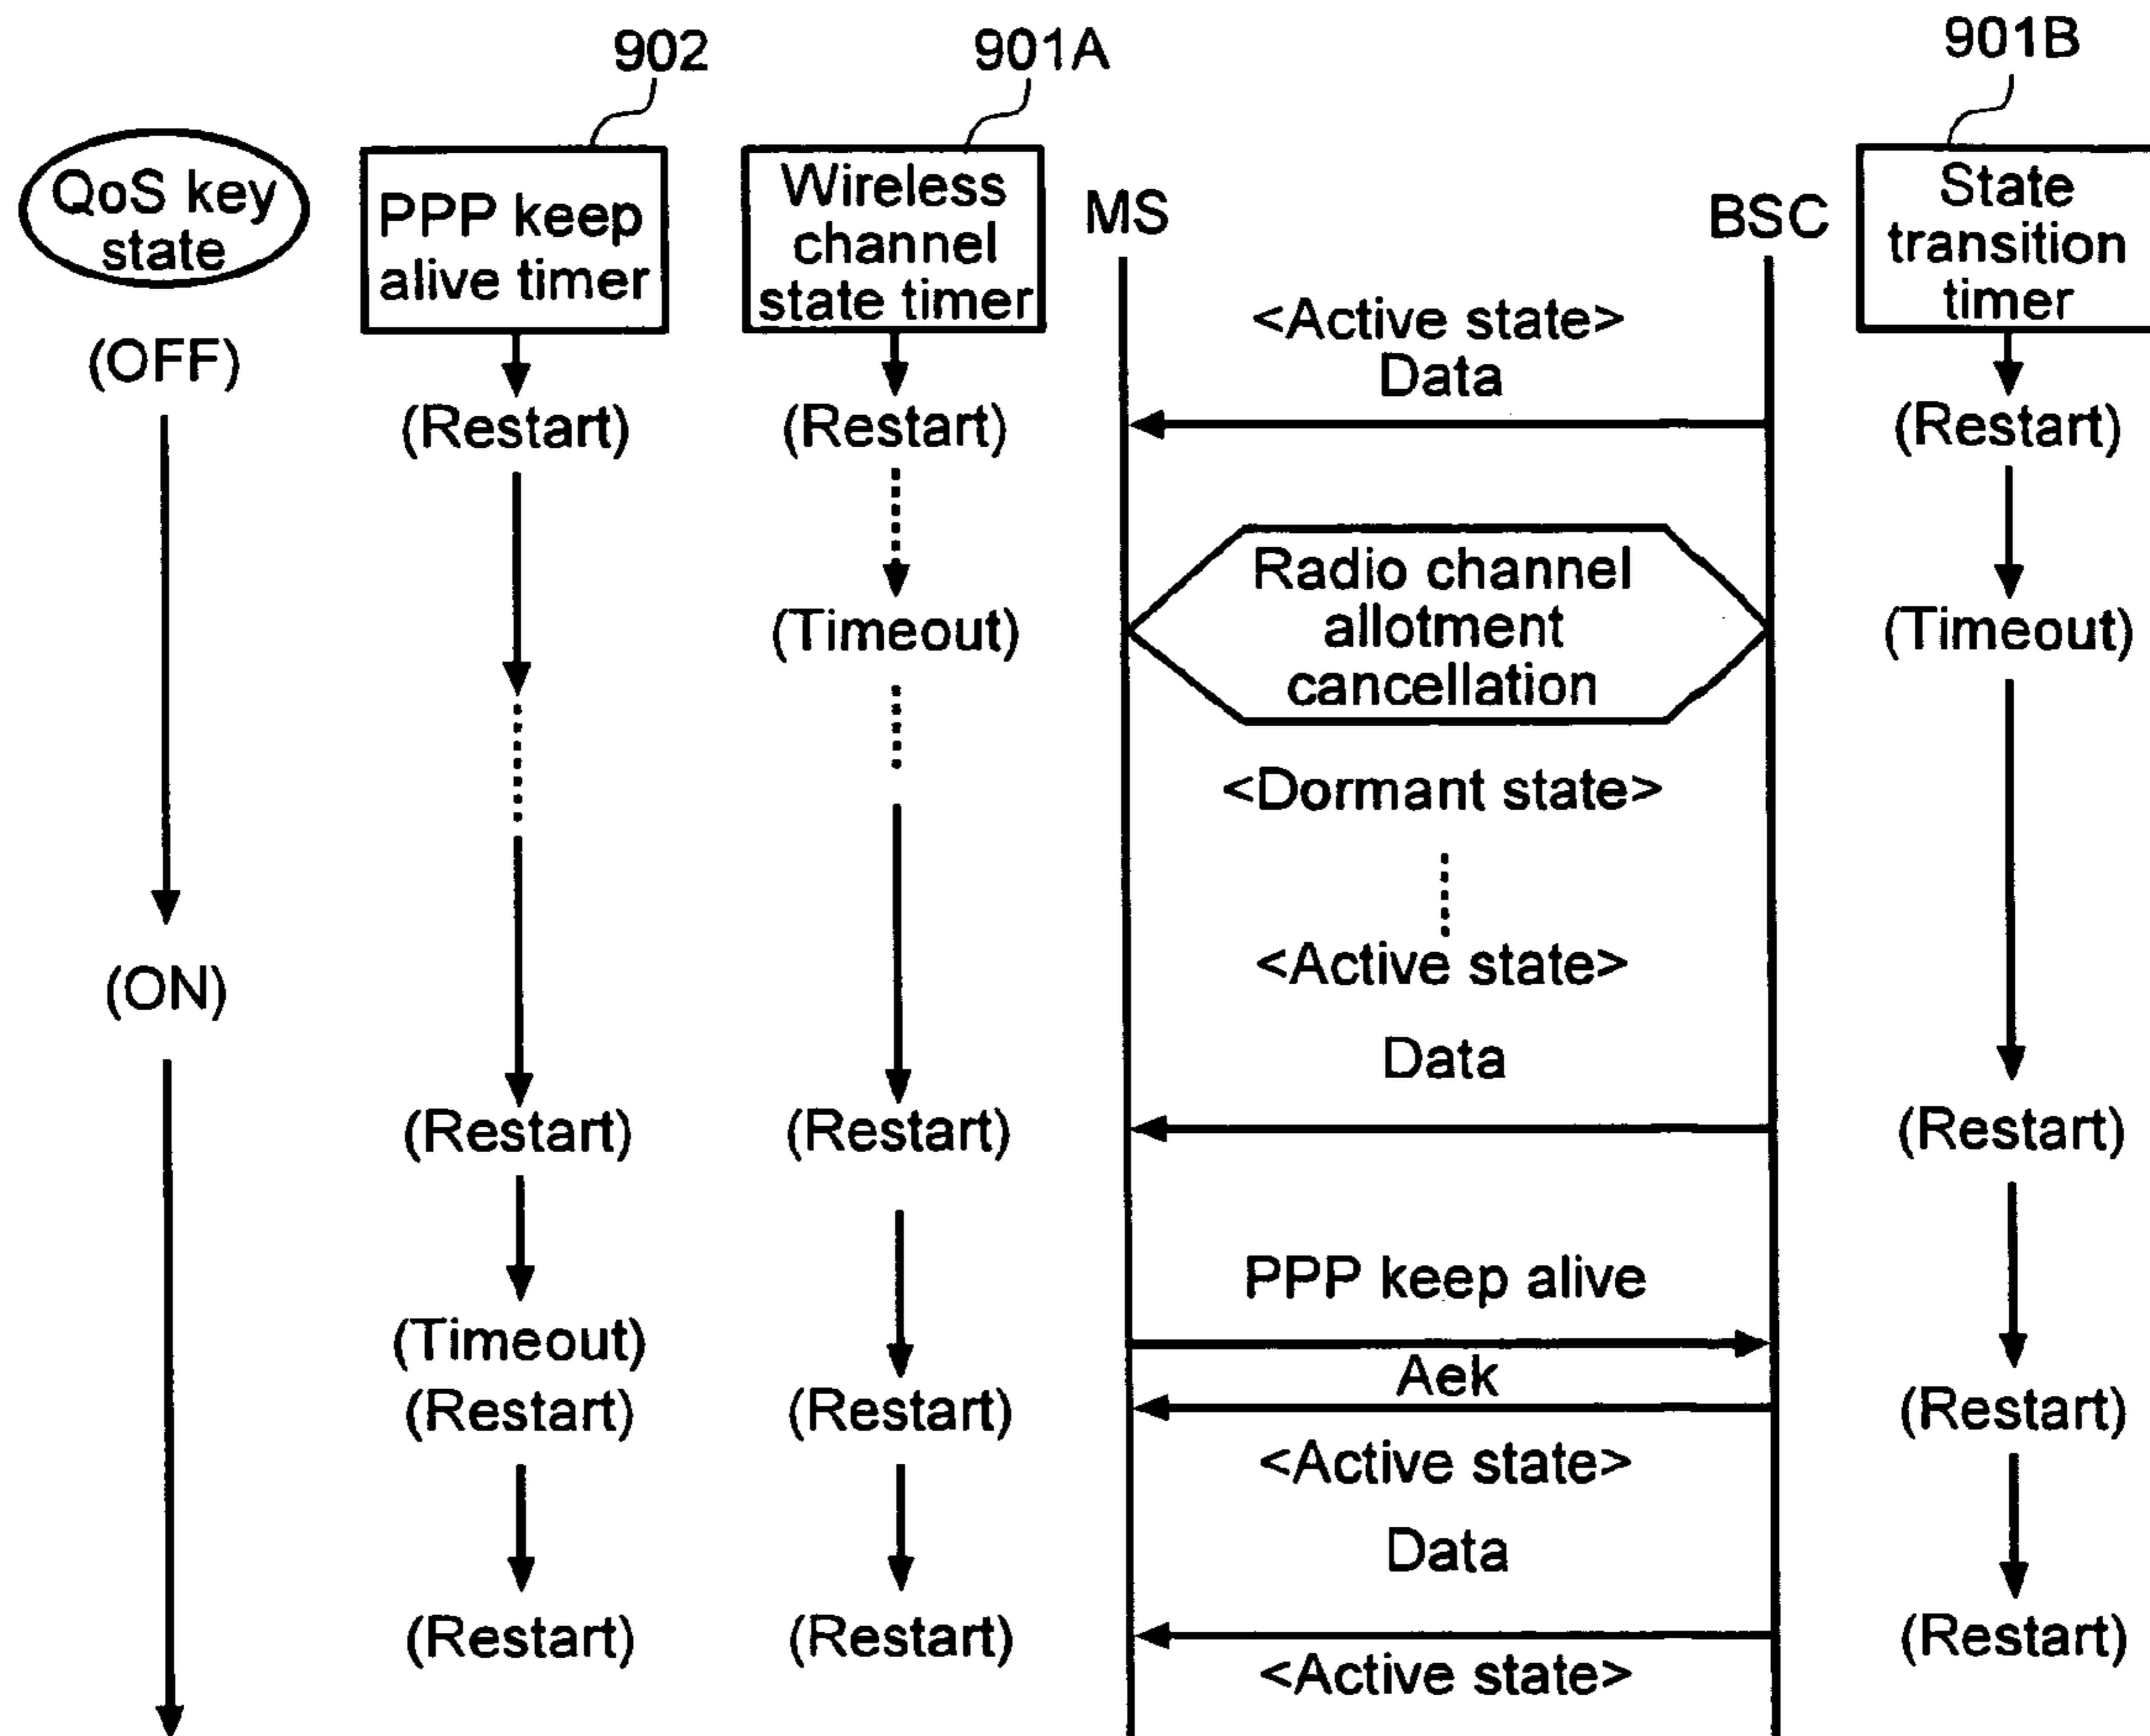 902
901A
901B
QoS key
state
PPP keep
alive timer
Wireless
channel
state timer
MS
BSC
State
transition
timer
(OFF)
<Active state>
Data
(Restart)
(Restart)
(Restart)
Radio channel
allotment
cancellation
(Timeout)
(Timeout)
<Dormant state>
<Active state>
(ON)
Data
(Restart)
(Restart)
(Restart)
PPP keep alive
(Timeout)
Aek
(Restart)
(Restart)
(Restart)
<Active state>
Data
(Restart)
(Restart)
(Restart)
<Active state>